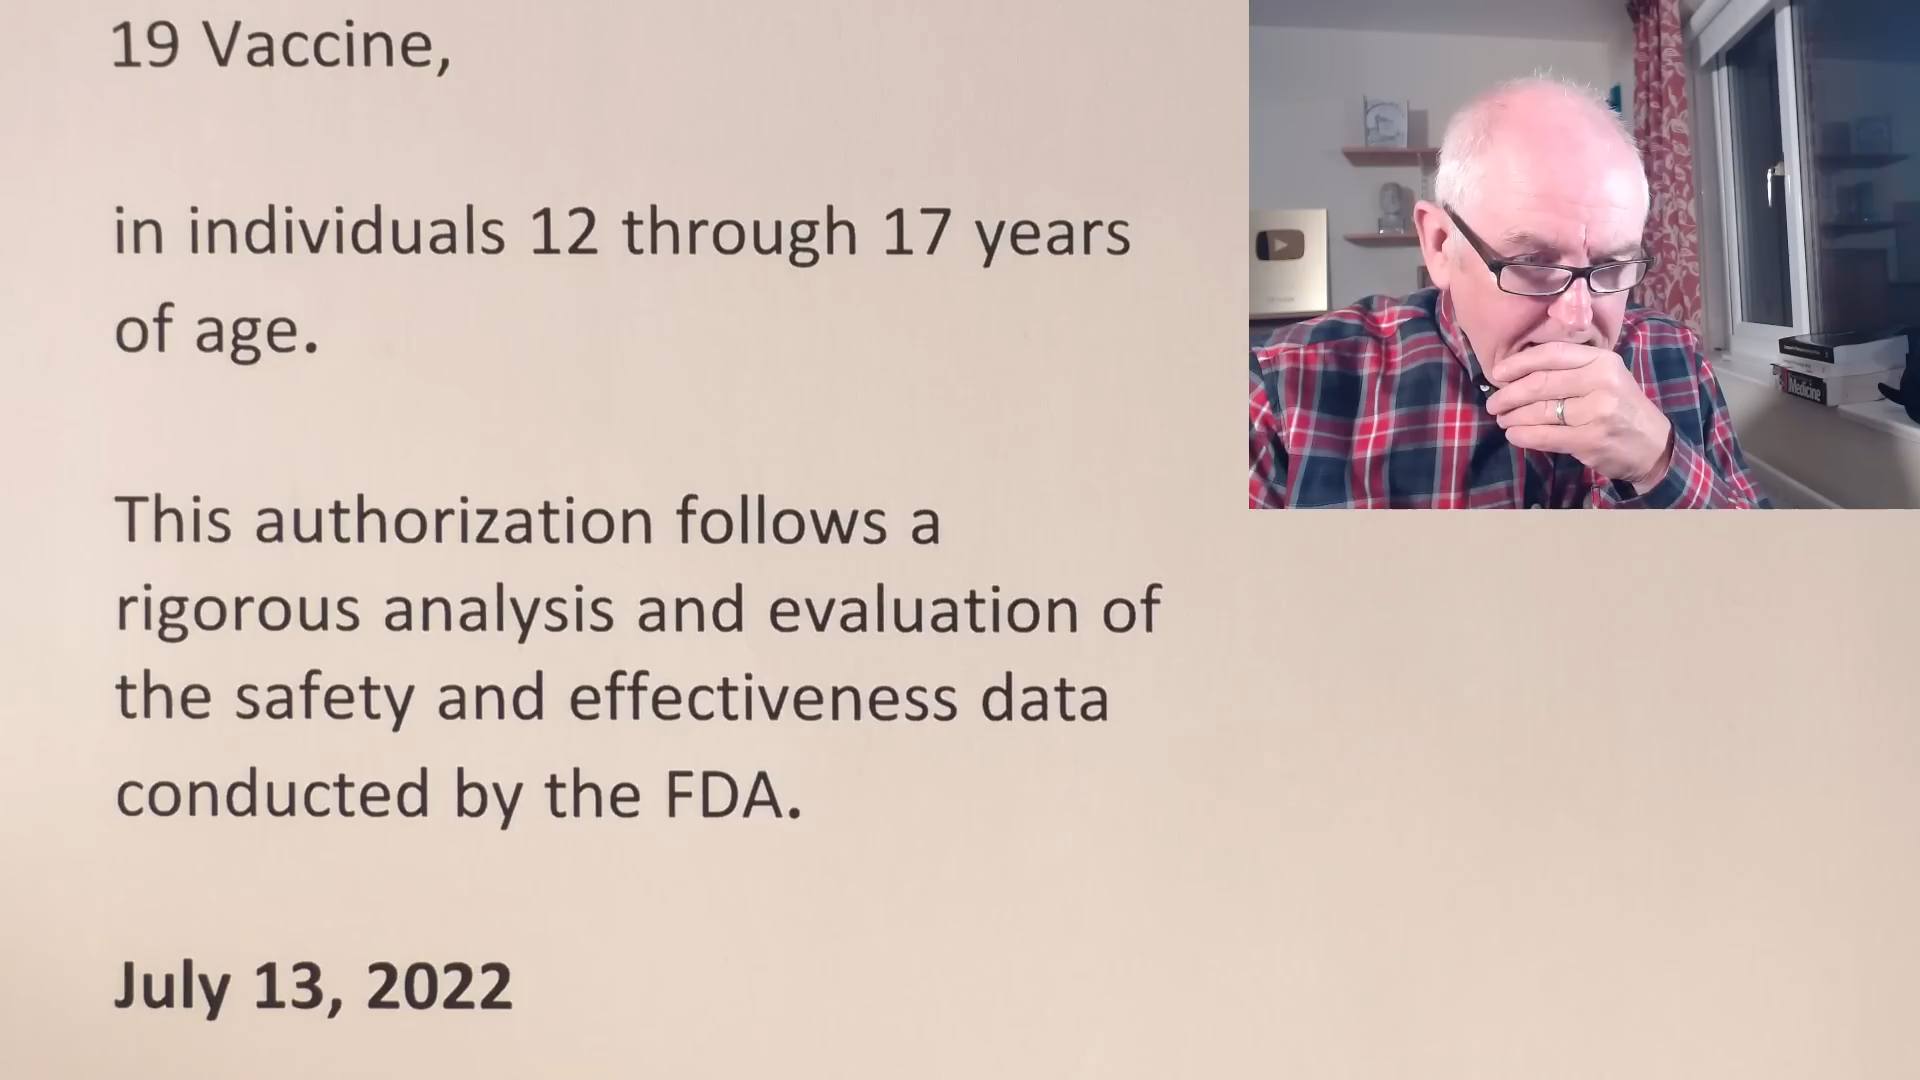 19 Vaccine,
in individuals 12 through 17 years
of age.
This authorization follows a
rigorous analysis and evaluation of
the safety and effectiveness data
conducted by the FDA.
July 13, 2022
Medicine